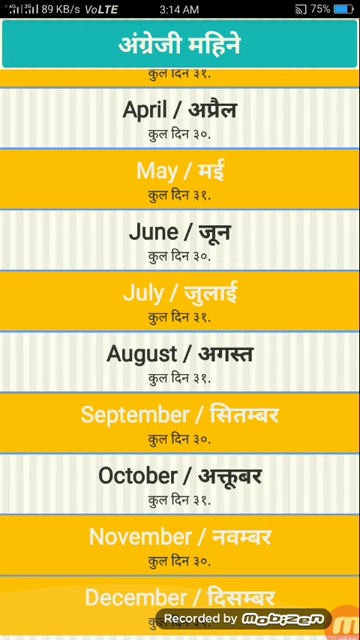 89 KB/s VoLTE 3:14 AM 75%
अंग्रेजी महिने
कुल दिन ३१.
April / अप्रैल
कुल दिन ३०.
May / मई
कुल दिन ३१.
June / जून
कुल दिन ३०.
July / जुलाई
कुल दिन ३१.
August / अगस्त
कुल दिन ३१.
September / सितम्बर
कुल दिन ३०.
October / अक्तूबर
कुल दिन ३१.
November / नवम्बर
कुल दिन ३०.
December / दिसम्बर
Recorded by mobizen